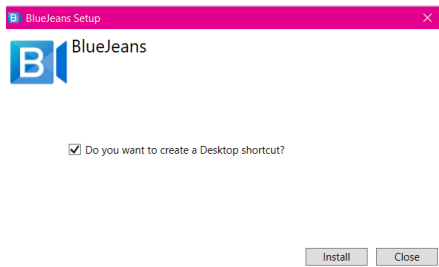 B BlueJeans Setup
B BlueJeans
Do you want to create a Desktop shortcut?
Install Close